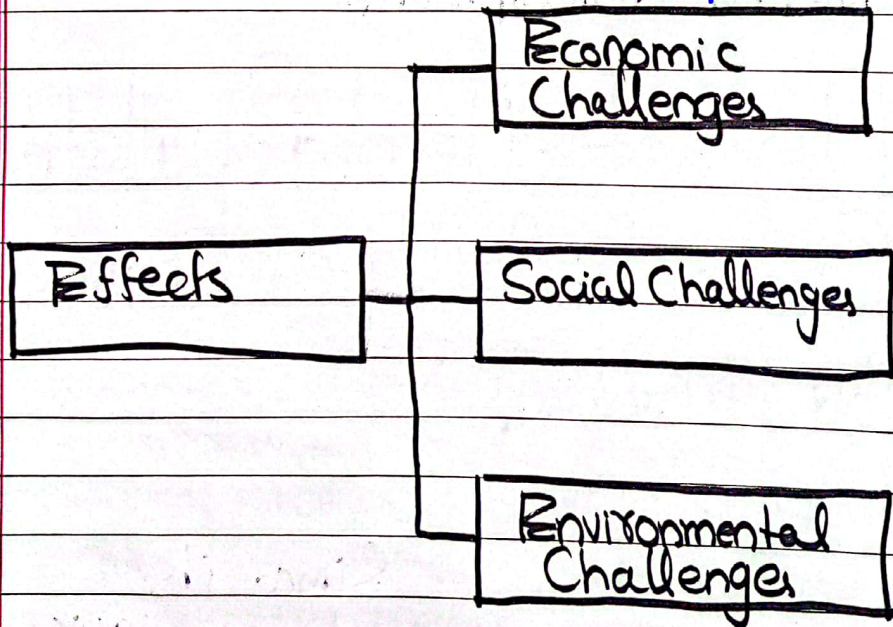 Economic
Challenges
Effects
Social Challenges
Environmental
Challenges